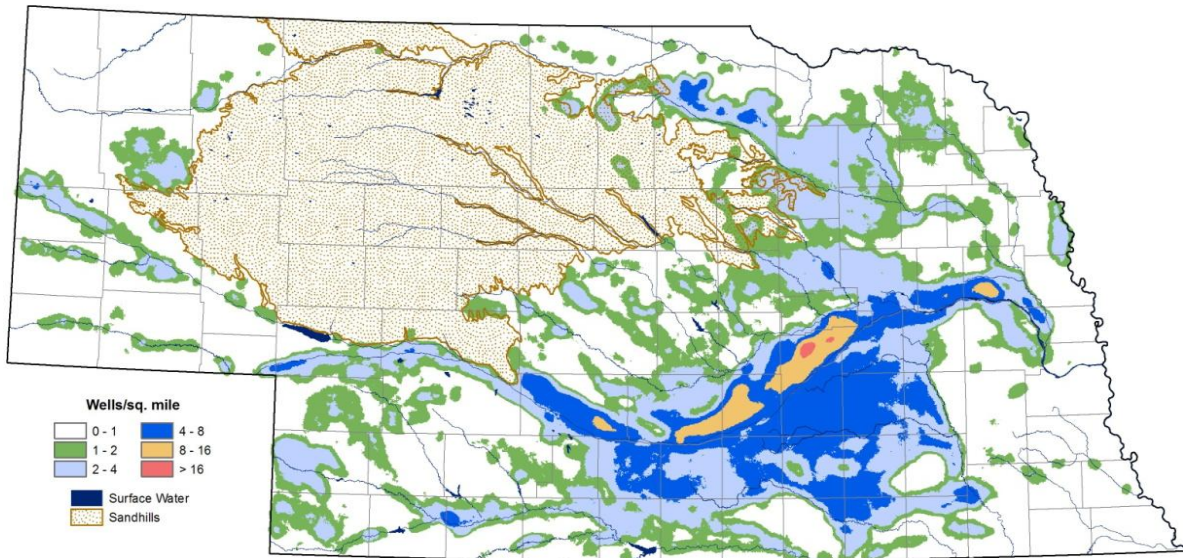 Wells/sq. mile
0 - 1
4 - 8
1 - 2
8 - 16
2 - 4
> 16
Surface Water
Sandhills